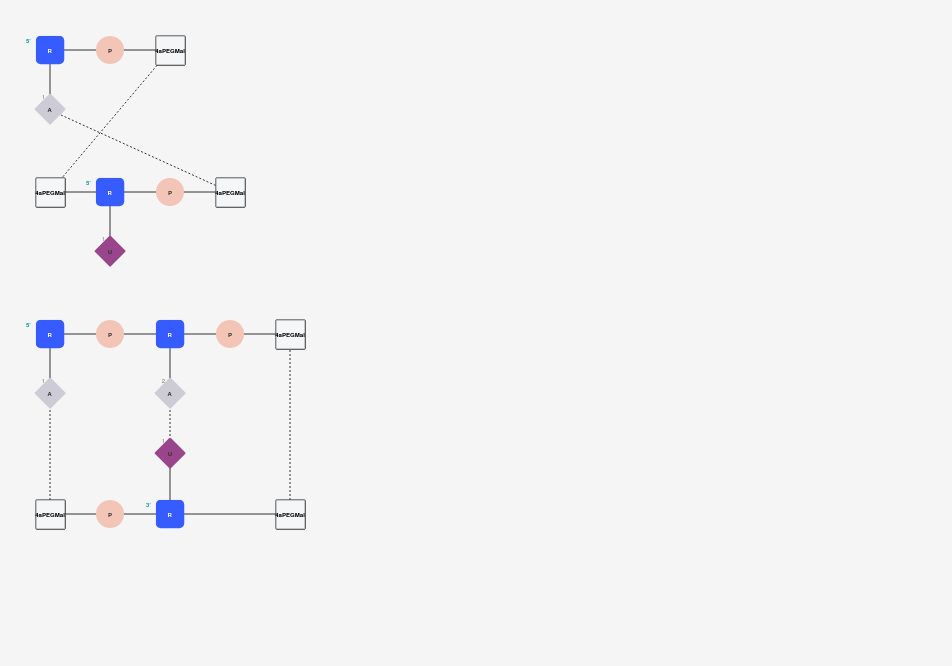 5'
R P 4aPEGMal
1
A
4aPEGMal 5' R P 4aPEGMal
1
U
5'
R P R P 4aPEGMal
1 2
A A
1
U
3'
4aPEGMal P R 4aPEGMal